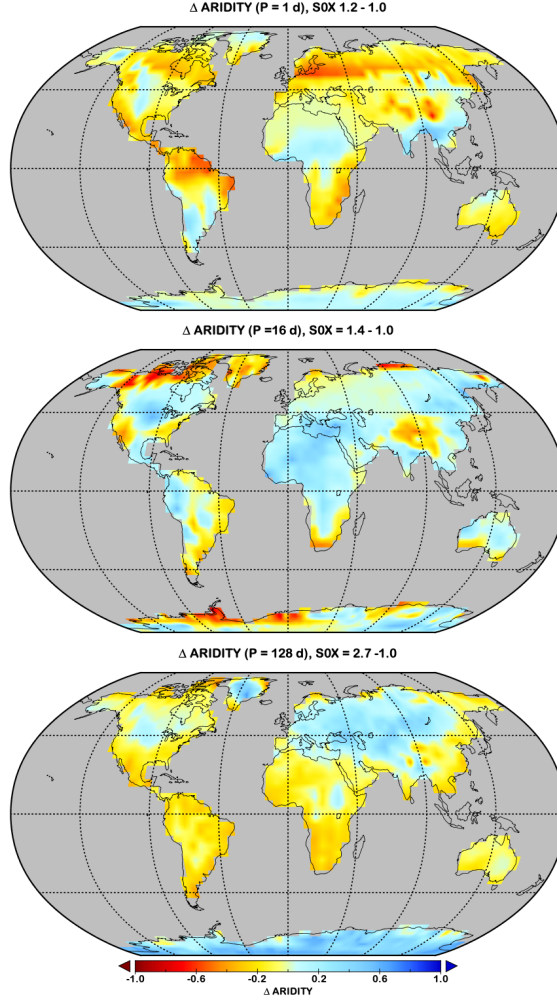 Δ ARIDITY (P = 1 d), S0X 1.2 - 1.0
Δ ARIDITY (P =16 d), S0X = 1.4 - 1.0
Δ ARIDITY (P = 128 d), S0X = 2.7 -1.0
-1.0 -0.6 -0.2 0.2 0.6 1.0
Δ ARIDITY